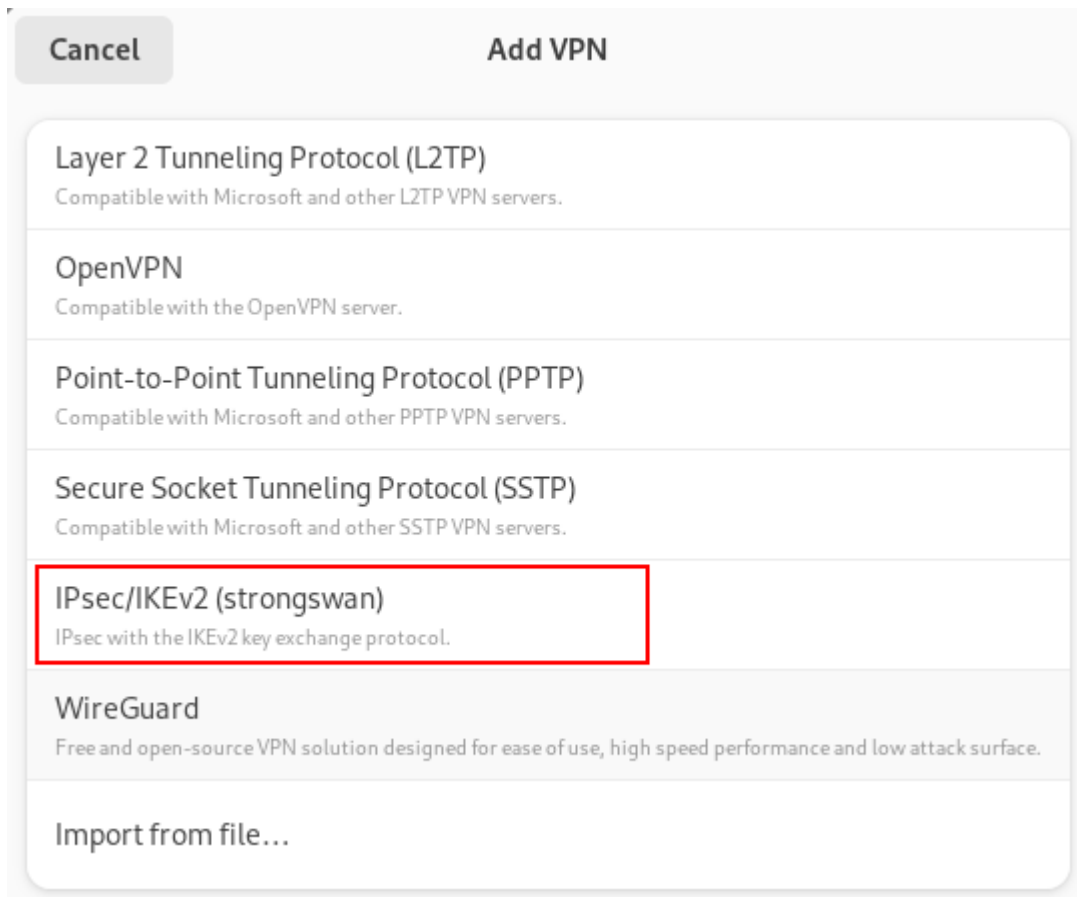 Cancel
Add VPN
Layer 2 Tunneling Protocol (L2TP)
Compatible with Microsoft and other L2TP VPN servers.
OpenVPN
Compatible with the OpenVPN server.
Point-to-Point Tunneling Protocol (PPTP)
Compatible with Microsoft and other PPTP VPN servers.
Secure Socket Tunneling Protocol (SSTP)
Compatible with Microsoft and other SSTP VPN servers.
IPsec/IKEv2 (strongswan)
IPsec with the IKEv2 key exchange protocol.
WireGuard
Free and open-source VPN solution designed for ease of use, high speed performance and low attack surface.
Import from file…